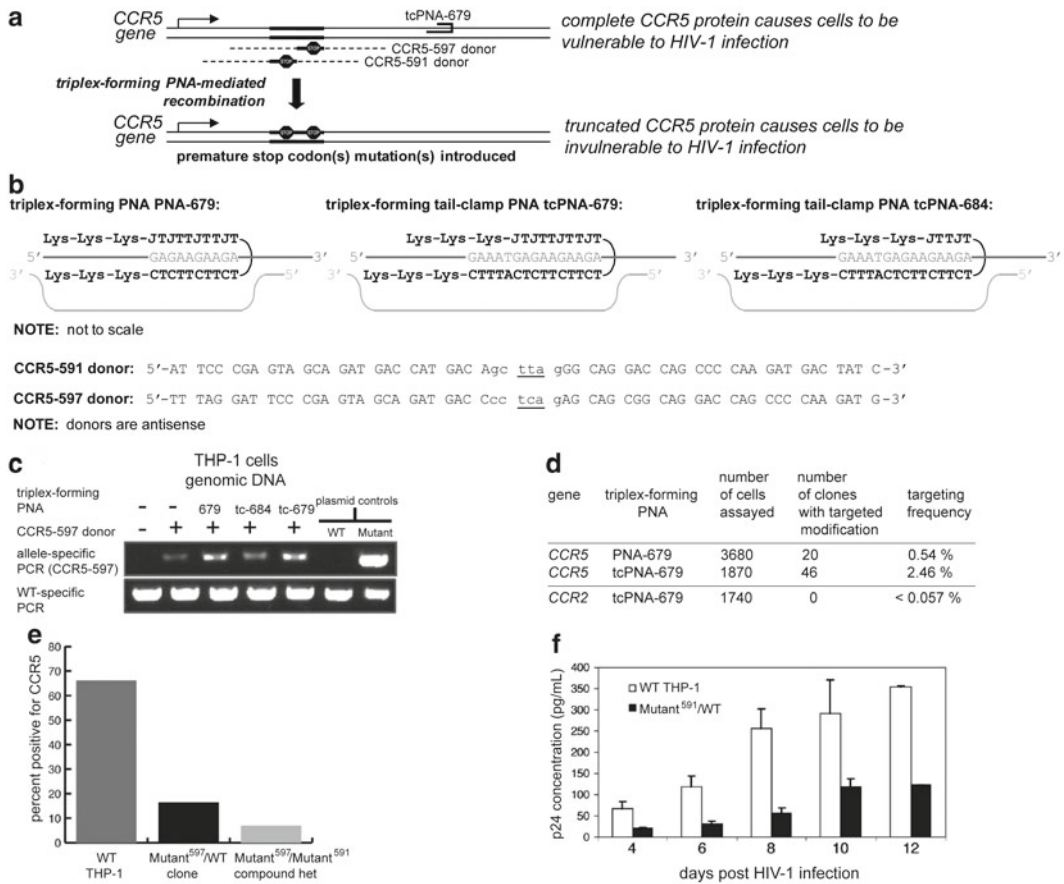 a
CCR5 gene
tcPNA-679
CCR5-597 donor
CCR5-591 donor
STOP
STOP
complete CCR5 protein causes cells to be
vulnerable to HIV-1 infection
triplex-forming PNA-mediated
recombination
CCR5 gene
STOP STOP
premature stop codon(s) mutation(s) introduced
truncated CCR5 protein causes cells to be
invulnerable to HIV-1 infection
b
triplex-forming PNA PNA-679:
Lys-Lys-Lys-JTJTTJTTJT
5’ GAGAAGAAGA 3’
3’ Lys-Lys-Lys-CTCTTCTTCT 5’
triplex-forming tail-clamp PNA tcPNA-679:
Lys-Lys-Lys-JTJTTJTTJT
5’ GAAATGAGAAGAAGA 3’
3’ Lys-Lys-Lys-CTTTACTCTTCTTCT 5’
triplex-forming tail-clamp PNA tcPNA-684:
Lys-Lys-Lys-JTTJT
5’ GAAATGAGAAGAAGA 3’
3’ Lys-Lys-Lys-CTTTACTCTTCTTCT 5’
NOTE: not to scale
CCR5-591 donor: 5’-AT TCC CGA GTA GCA GAT GAC CAT GAC Agc tta gGG CAG GAC CAG CCC CAA GAT GAC TAT C-3’
CCR5-597 donor: 5’-TT TAG GAT TCC CGA GTA GCA GAT GAC Ccc tca gAG CAG CGG CAG GAC CAG CCC CAA GAT G-3’
NOTE: donors are antisense
c
THP-1 cells
genomic DNA
triplex-forming
PNA
- - 679 tc-684 tc-679 plasmid controls
CCR5-597 donor - + + + + WT Mutant
allele-specific
PCR (CCR5-597)
WT-specific
PCR
d
gene triplex-forming PNA number of cells assayed number of clones with targeted modification targeting frequency
CCR5 PNA-679 3680 20 0.54 %
CCR5 tcPNA-679 1870 46 2.46 %
CCR2 tcPNA-679 1740 0 < 0.057 %
e
percent positive for CCR5
80
70
60
50
40
30
20
10
0
WT
THP-1
Mutant597/WT
clone
Mutant597/Mutant591
compound het
f
p24 concentration (pg/mL)
400
350
300
250
200
150
100
50
0
WT THP-1
Mutant591/WT
4 6 8 10 12
days post HIV-1 infection